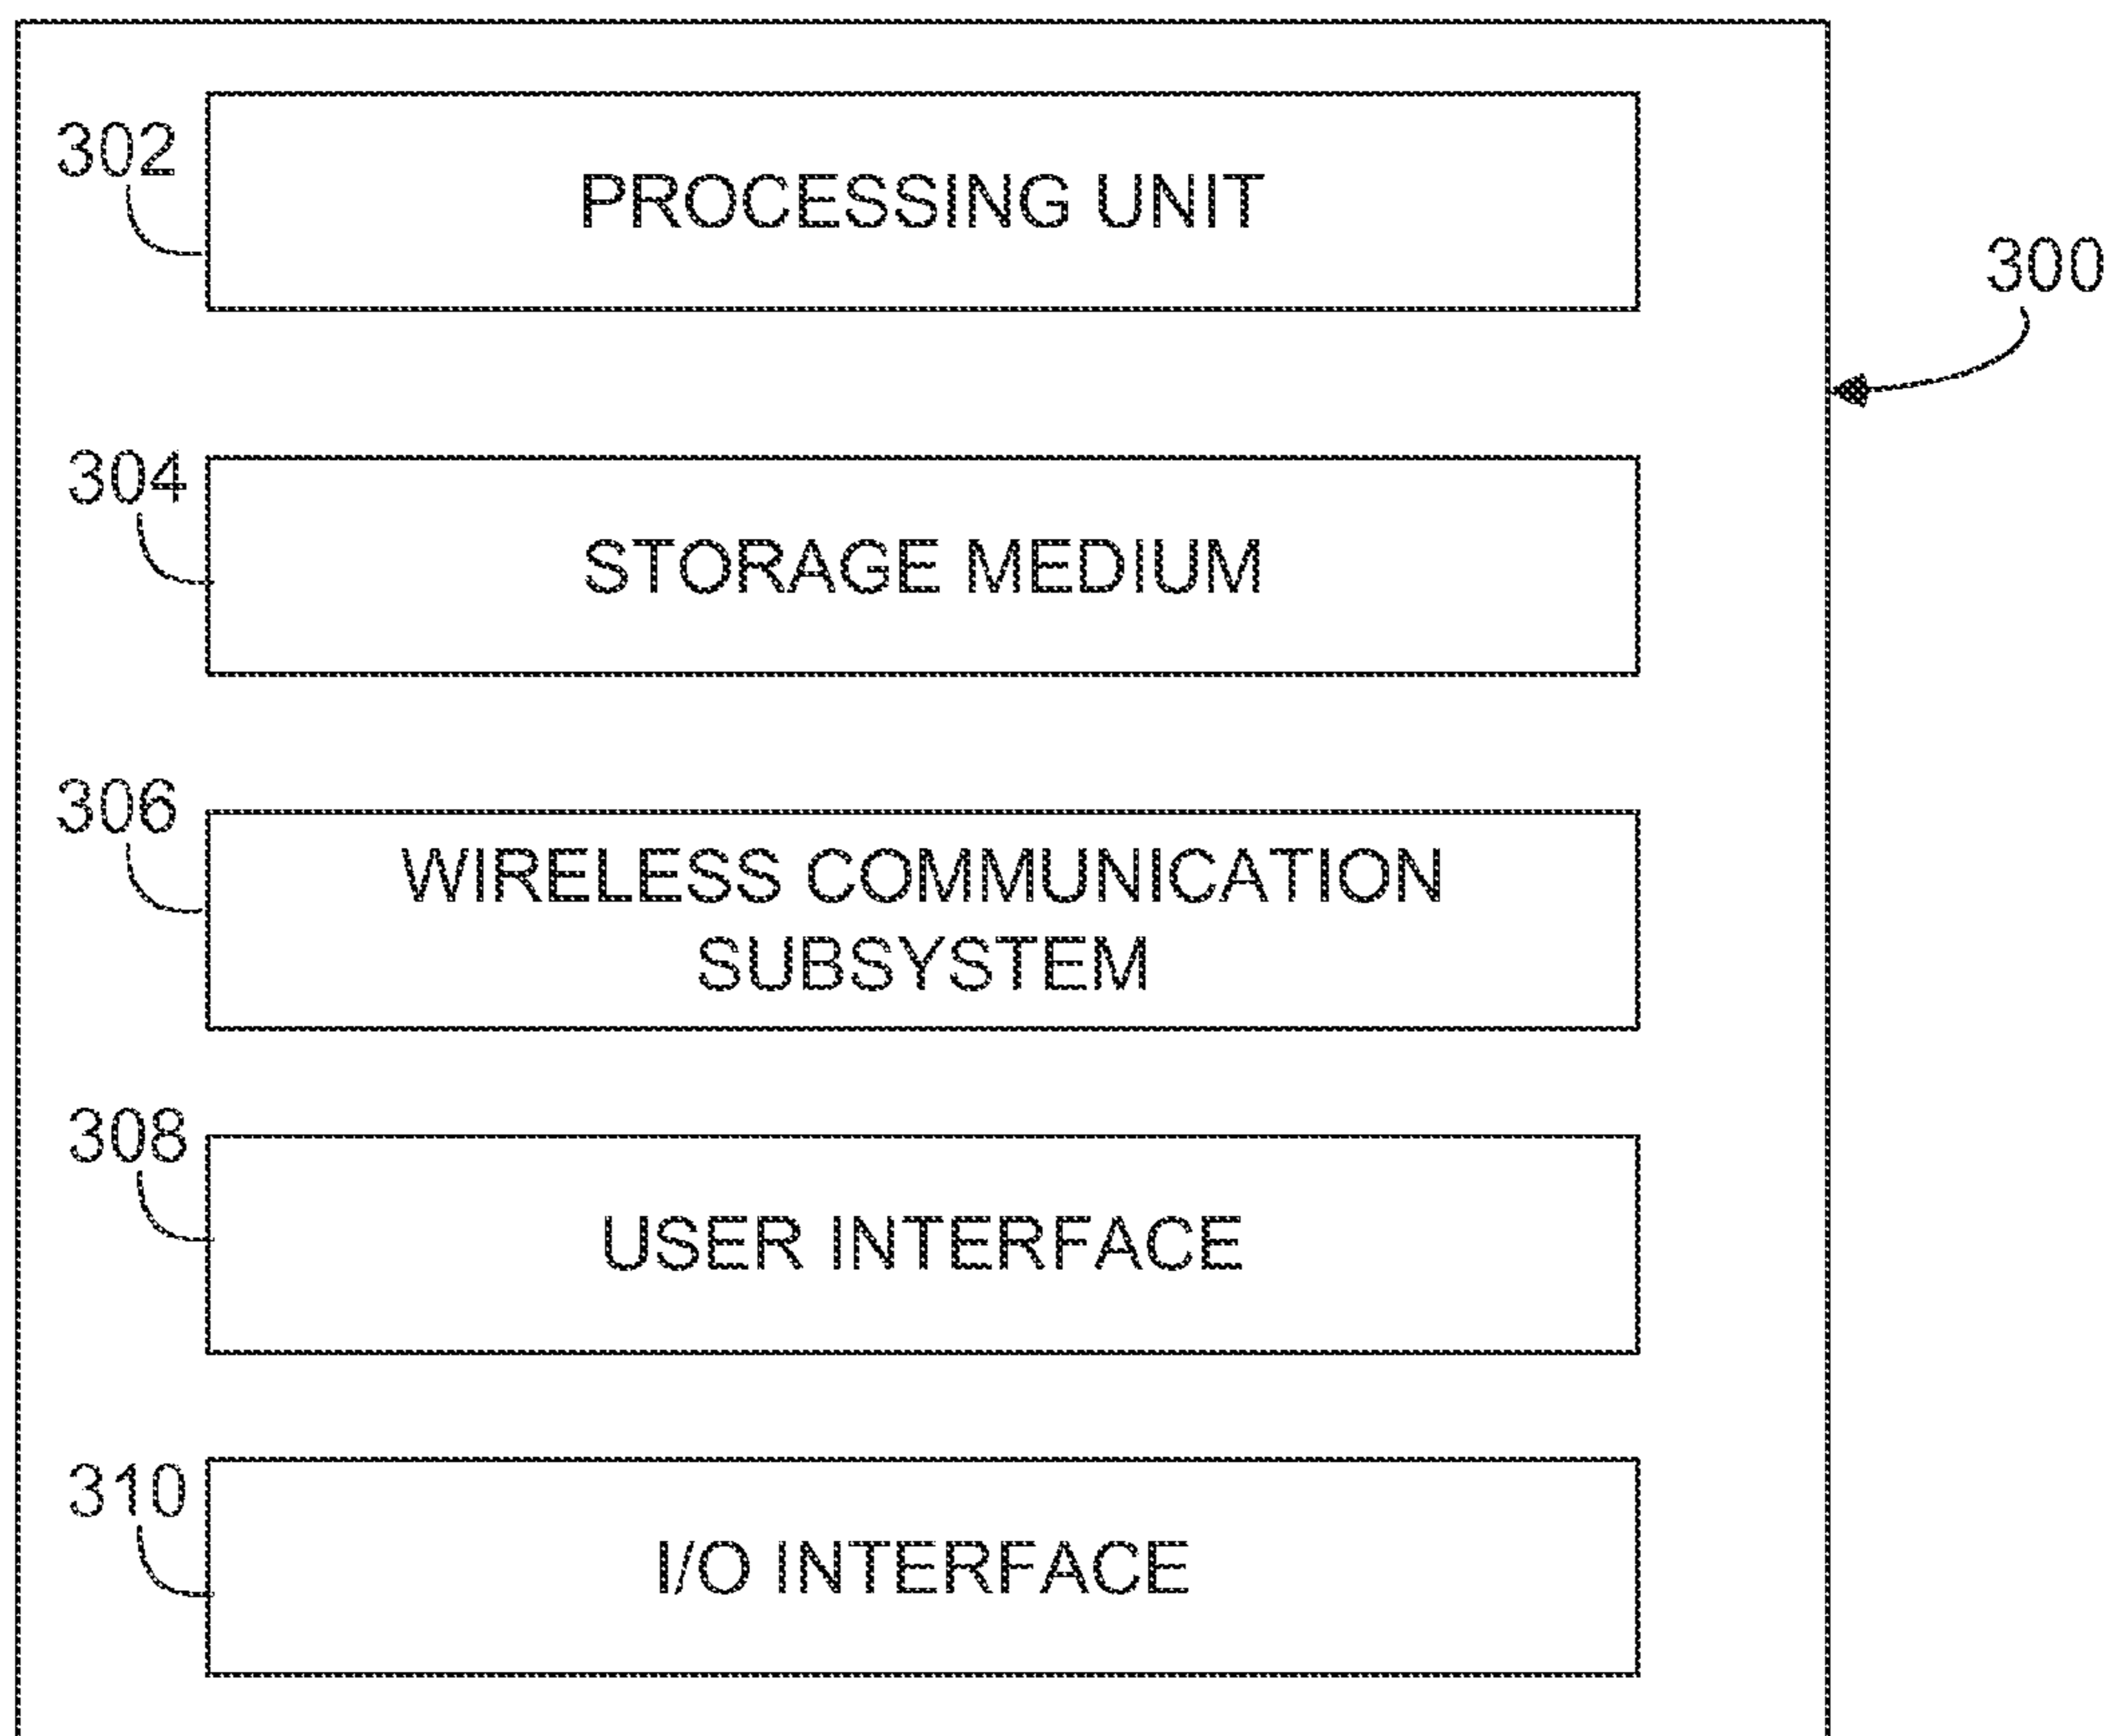 302
PROCESSING UNIT
300
304
STORAGE MEDIUM
306
WIRELESS COMMUNICATION
SUBSYSTEM
308
USER INTERFACE
310
I/O INTERFACE